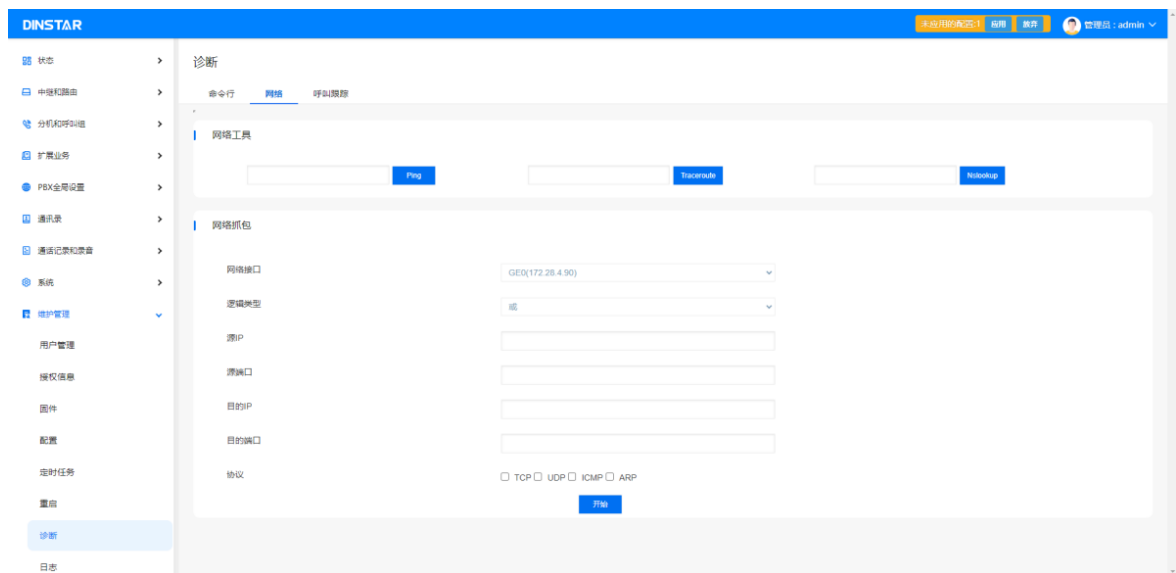 DINSTAR
未应用的配置:1 应用 放弃 管理员 : admin
状态
中继和路由
分机和呼叫组
扩展业务
PBX全局设置
通讯录
通话记录和录音
系统
维护管理
用户管理
授权信息
固件
配置
定时任务
重启
诊断
日志
诊断
命令行 网络 呼叫跟踪
网络工具
Ping Traceroute Nslookup
网络抓包
网络接口 GE0(172.28.4.90)
逻辑类型 或
源IP
源端口
目的IP
目的端口
协议 TCP UDP ICMP ARP
开始